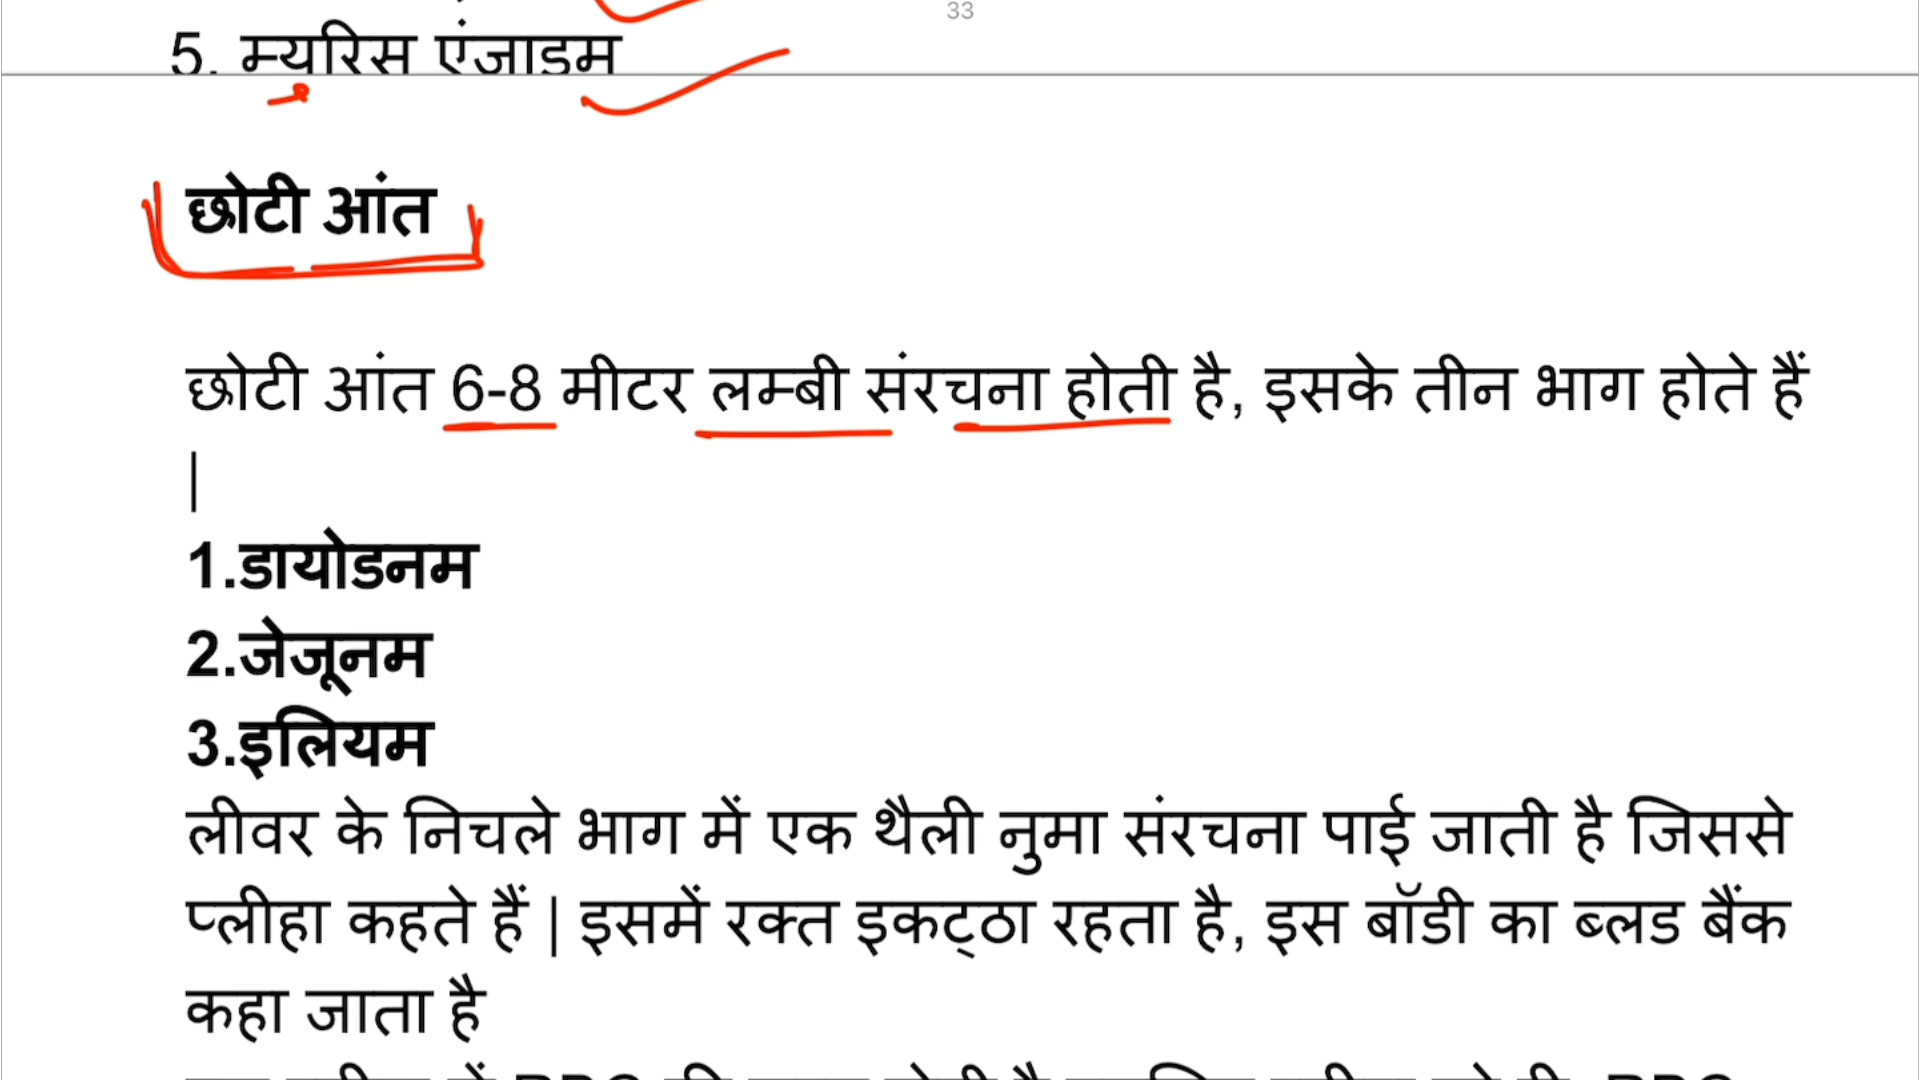 33
5. म्युरिस एंजाइम
छोटी आंत
छोटी आंत 6-8 मीटर लम्बी संरचना होती है, इसके तीन भाग होते हैं
|
1.डायोडनम
2.जेजूनम
3.इलियम
लीवर के निचले भाग में एक थैली नुमा संरचना पाई जाती है जिससे
प्लीहा कहते हैं | इसमें रक्त इकट्ठा रहता है, इस बॉडी का ब्लड बैंक
कहा जाता है